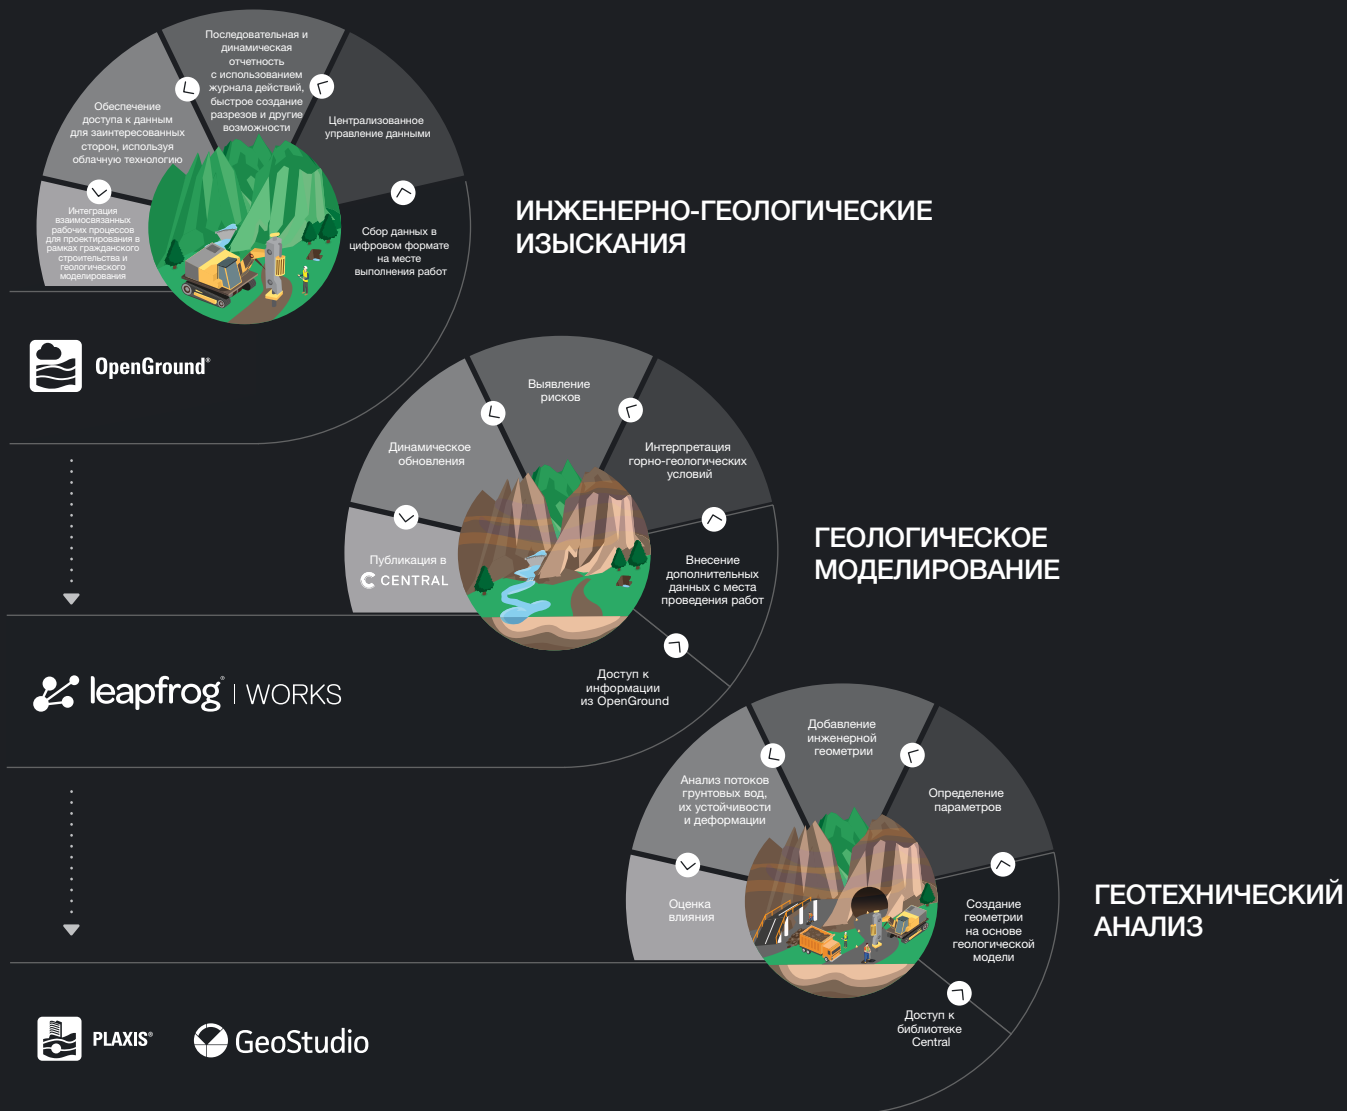 Последовательная и
динамическая
отчетность
с использованием
журнала действий,
быстрое создание
разрезов и другие
возможности
Обеспечение
доступа к данным
для заинтересованных
сторон, используя
облачную технологию
Централизованное
управление данными
Интеграция
взаимосвязанных
рабочих процессов
для проектирования в
рамках гражданского
строительства и
геологического
моделирования
Сбор данных в
цифровом формате
на месте
выполнения работ
ИНЖЕНЕРНО-ГЕОЛОГИЧЕСКИЕ
ИЗЫСКАНИЯ
OpenGround®
Выявление
рисков
Динамическое
обновления
Интерпретация
горно-геологических
условий
Публикация в
CENTRAL
Внесение
дополнительных
данных с места
проведения работ
Доступ к
информации
из OpenGround
ГЕОЛОГИЧЕСКОЕ
МОДЕЛИРОВАНИЕ
leapfrog® | WORKS
Добавление
инженерной
геометрии
Анализ потоков
грунтовых вод,
их устойчивости
и деформации
Определение
параметров
Оценка
влияния
Создание
геометрии
на основе
геологической
модели
Доступ к
библиотеке
Central
ГЕОТЕХНИЧЕСКИЙ
АНАЛИЗ
PLAXIS®
GeoStudio